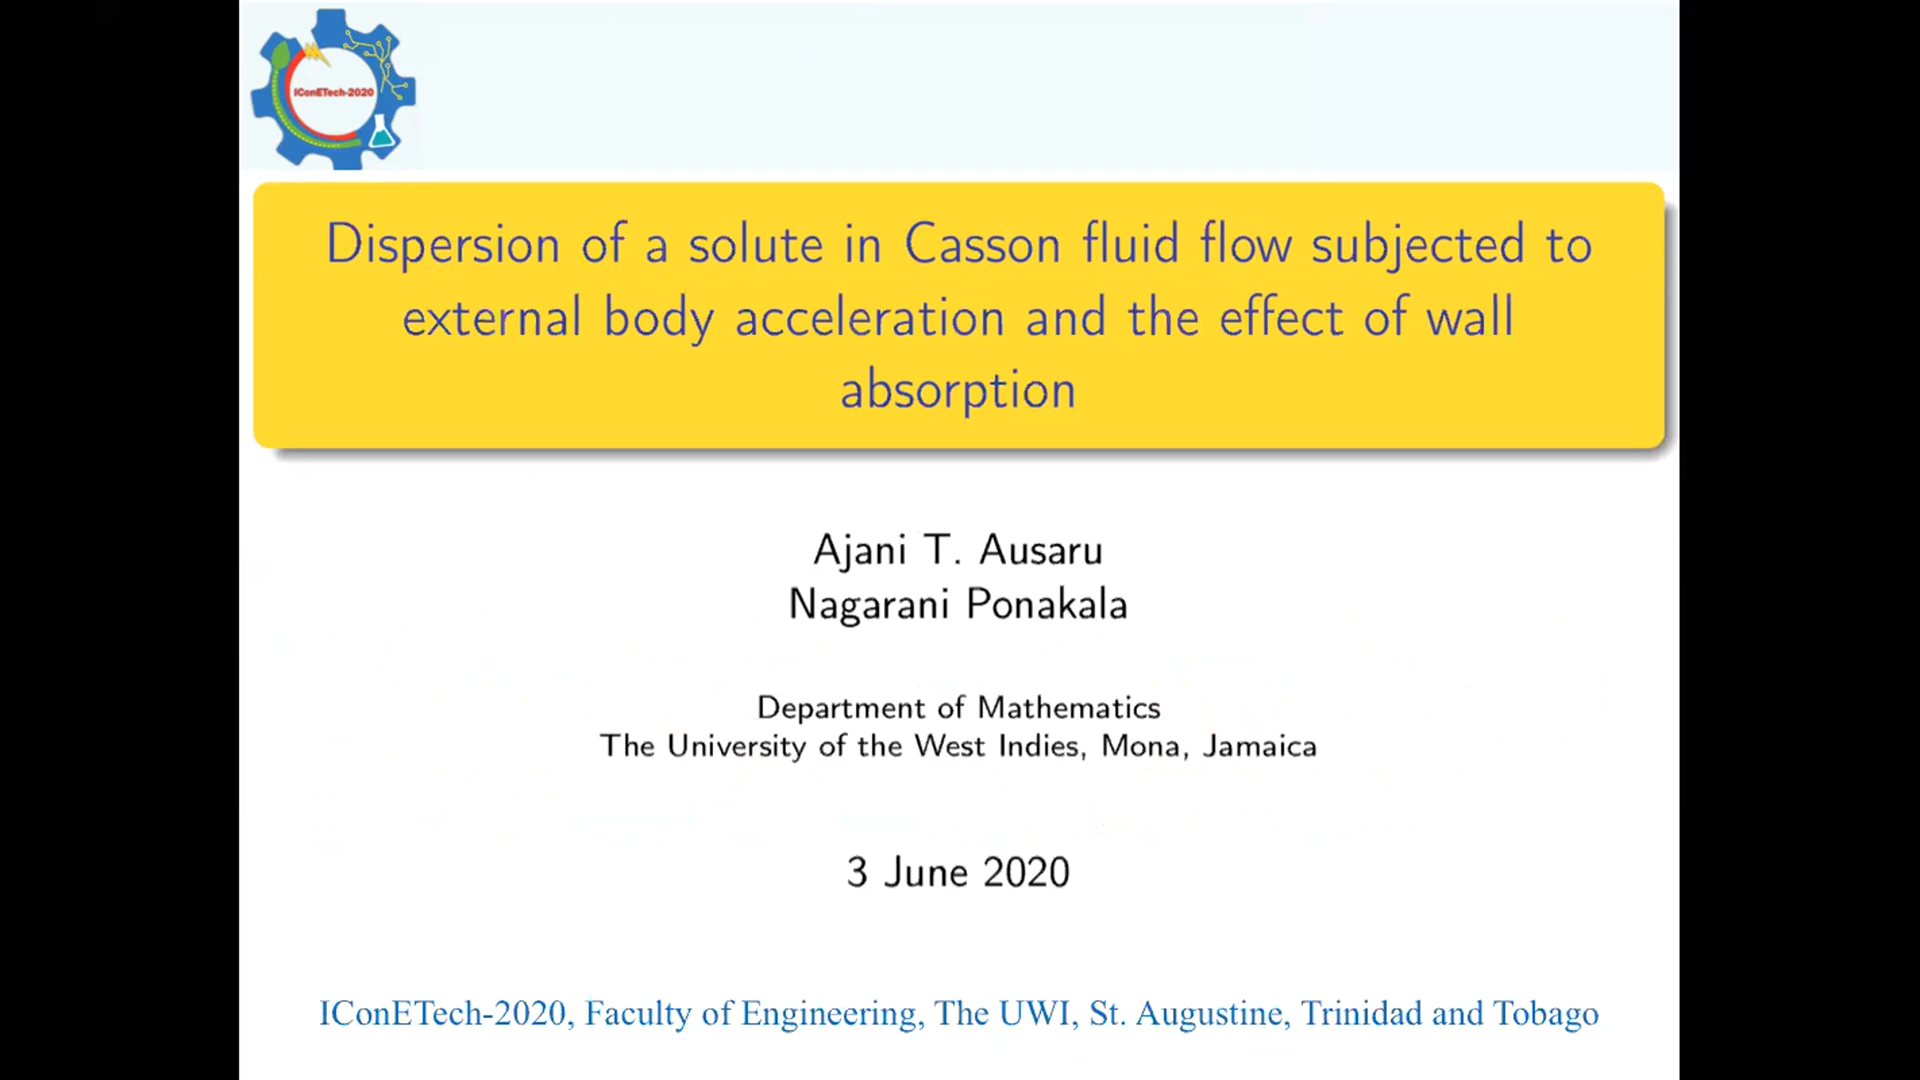 IConETech-2020
Dispersion of a solute in Casson fluid flow subjected to
external body acceleration and the effect of wall
absorption
Ajani T. Ausaru
Nagarani Ponakala
Department of Mathematics
The University of the West Indies, Mona, Jamaica
3 June 2020
IConETech-2020, Faculty of Engineering, The UWI, St. Augustine, Trinidad and Tobago